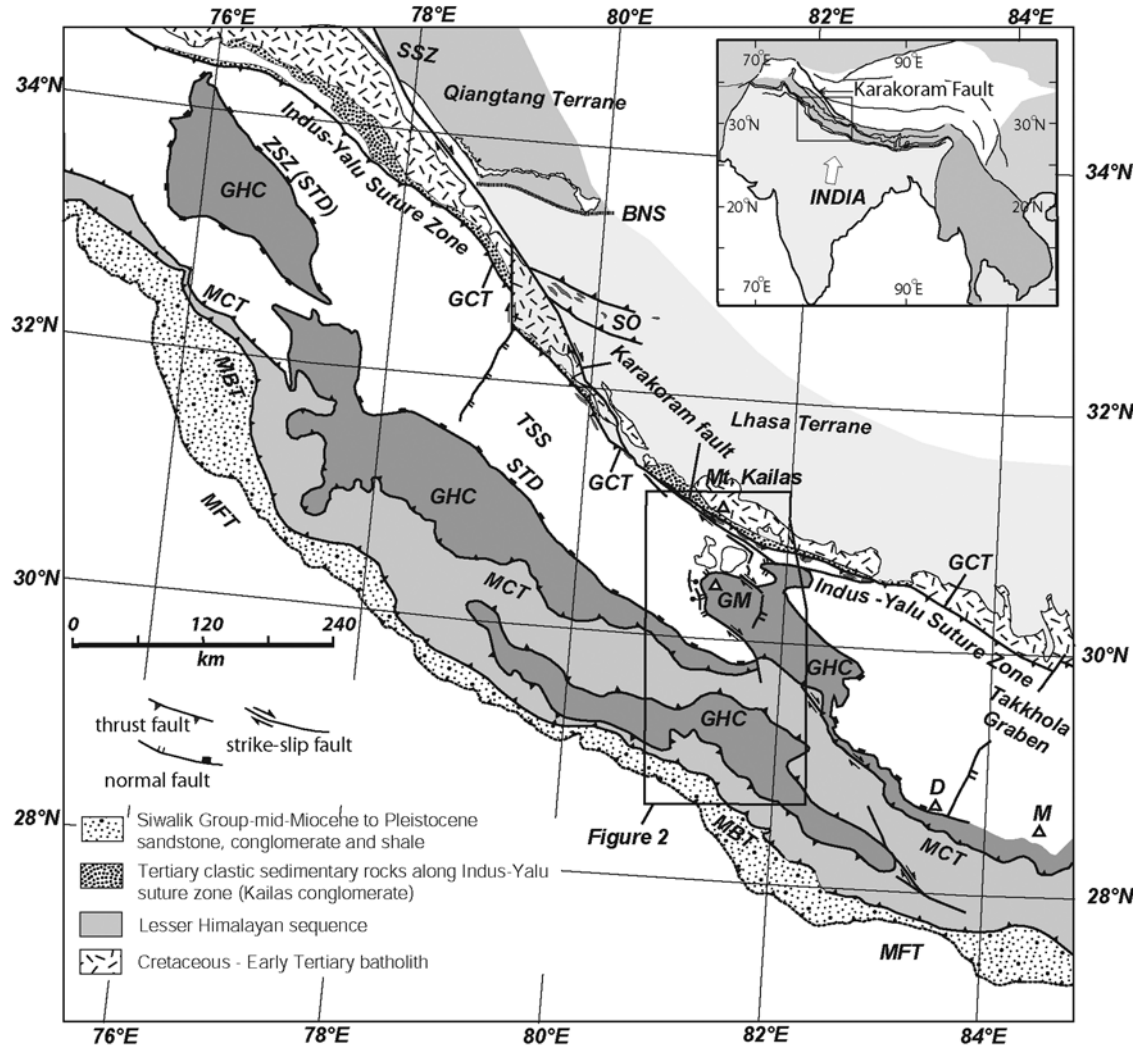 76°E
78°E
80°E
82°E
84°E
34°N
SSZ
Qiangtang Terrane
70°E
90°E
Karakoram Fault
30°N
30°N
INDIA
20°N
20°N
70°E
90°E
34°N
Indus-Yalu Suture Zone
ZSZ (STD)
GHC
BNS
GCT
MCT
32°N
SO
Karakoram fault
MBT
TSS
STD
Lhasa Terrane
32°N
GCT
Mt. Kailas
GHC
MFT
30°N
MCT
GM
GCT
Indus -Yalu Suture Zone
30°N
0
120
240
km
GHC
Takkhola
Graben
GHC
thrust fault
strike-slip fault
normal fault
D
M
28°N
Figure 2
MBT
MCT
28°N
MFT
Siwalik Group-mid-Miocene to Pleistocene
sandstone, conglomerate and shale
Tertiary clastic sedimentary rocks along Indus-Yalu
suture zone (Kailas conglomerate)
Lesser Himalayan sequence
Cretaceous - Early Tertiary batholith
76°E
78°E
80°E
82°E
84°E